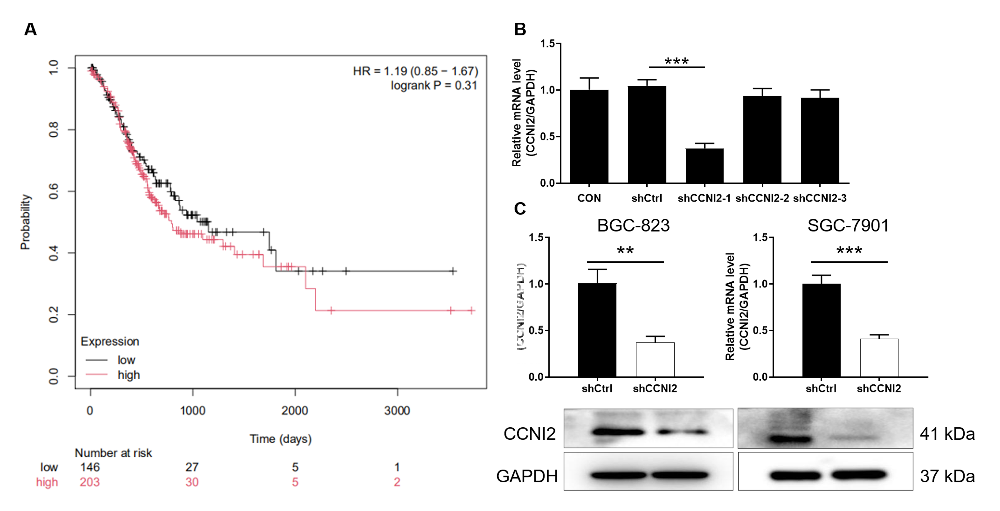 A
HR = 1.19 (0.85 − 1.67)
logrank P = 0.31
Probability
1.0
0.8
0.6
0.4
0.2
0.0
Expression
low
high
0 1000 2000 3000
Time (days)
Number at risk
low 146 27 5 1
high 203 30 5 2
B
Relative mRNA level
(CCNI2/GAPDH)
1.5
1.0
0.5
0.0
***
CON shCtrl shCCNI2-1 shCCNI2-2 shCCNI2-3
C
BGC-823
(CCNI2/GAPDH)
1.5
1.0
0.5
0.0
**
shCtrl shCCNI2
SGC-7901
Relative mRNA level
(CCNI2/GAPDH)
1.5
1.0
0.5
0.0
***
shCtrl shCCNI2
CCNI2 41 kDa
GAPDH 37 kDa